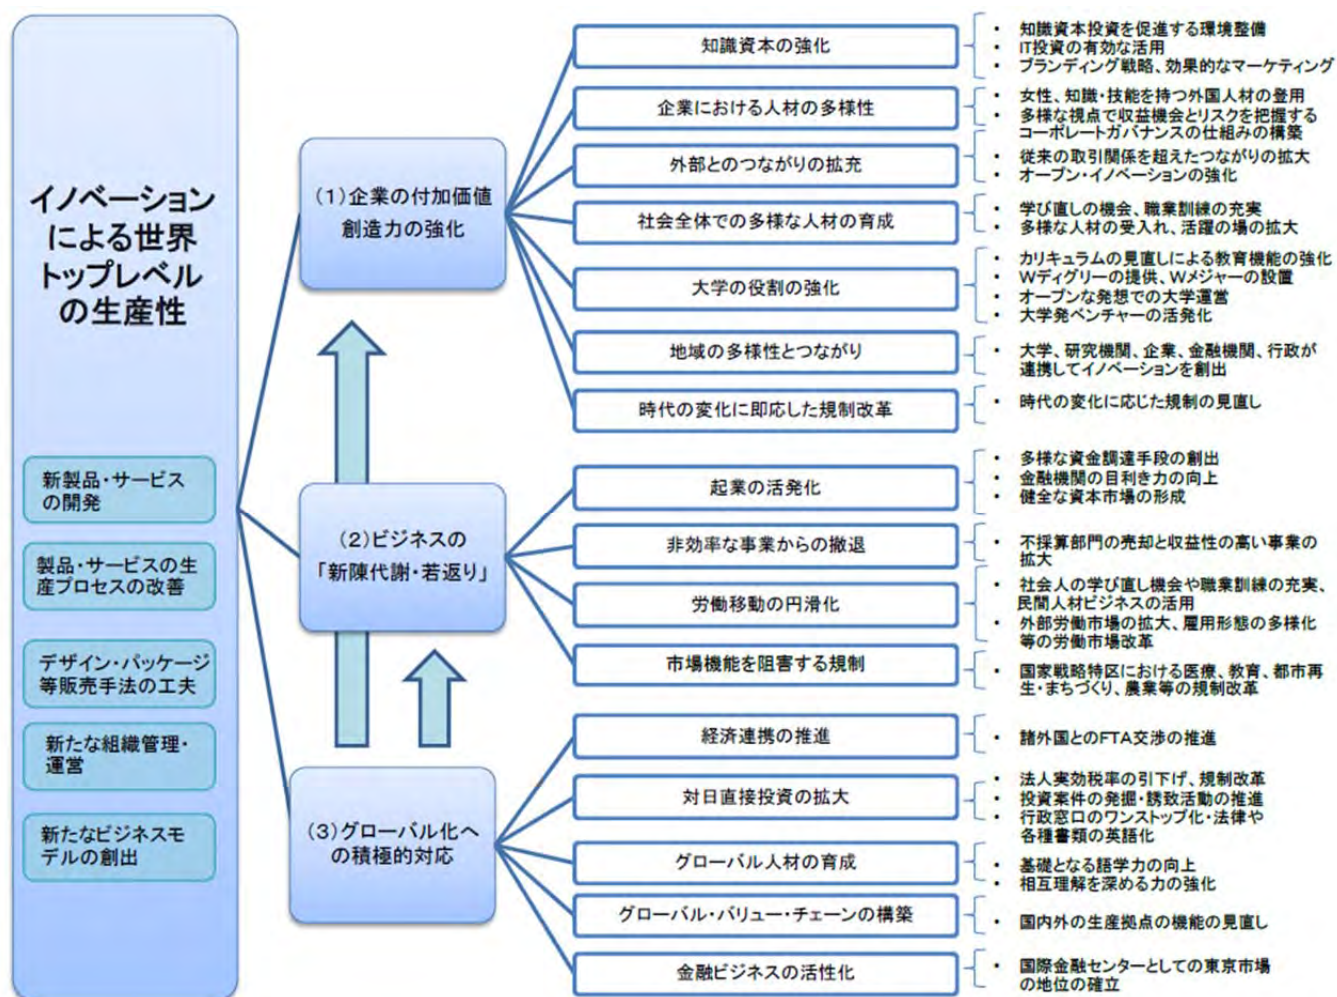 イノベーション
による世界
トップレベル
の生産性
新製品・サービス
の開発
製品・サービスの生
産プロセスの改善
デザイン・パッケージ
等販売手法の工夫
新たな組織管理・
運営
新たなビジネスモ
デルの創出
(1)企業の付加価値
創造力の強化
知識資本の強化
・ 知識資本投資を促進する環境整備
・ IT投資の有効な活用
・ ブランディング戦略、効果的なマーケティング
企業における人材の多様性
・ 女性、知識・技能を持つ外国人材の登用
・ 多様な視点で収益機会とリスクを把握する
コーポレートガバナンスの仕組みの構築
外部とのつながりの拡充
・ 従来の取引関係を超えたつながりの拡大
・ オープン・イノベーションの強化
社会全体での多様な人材の育成
・ 学び直しの機会、職業訓練の充実
・ 多様な人材の受入れ、活躍の場の拡大
大学の役割の強化
・ カリキュラムの見直しによる教育機能の強化
・ Wディグリーの提供、Wメジャーの設置
・ オープンな発想での大学運営
・ 大学発ベンチャーの活発化
地域の多様性とつながり
・ 大学、研究機関、企業、金融機関、行政が
連携してイノベーションを創出
時代の変化に即応した規制改革
・ 時代の変化に応じた規制の見直し
(2)ビジネスの
「新陳代謝・若返り」
起業の活発化
・ 多様な資金調達手段の創出
・ 金融機関の目利き力の向上
・ 健全な資本市場の形成
非効率な事業からの撤退
・ 不採算部門の売却と収益性の高い事業の
拡大
労働移動の円滑化
・ 社会人の学び直し機会や職業訓練の充実、
民間人材ビジネスの活用
・ 外部労働市場の拡大、雇用形態の多様化
等の労働市場改革
市場機能を阻害する規制
・ 国家戦略特区における医療、教育、都市再
生・まちづくり、農業等の規制改革
(3)グローバル化へ
の積極的対応
経済連携の推進
・ 諸外国とのFTA交渉の推進
対日直接投資の拡大
・ 法人実効税率の引下げ、規制改革
・ 投資案件の発掘・誘致活動の推進
・ 行政窓口のワンストップ化・法律や
各種書類の英語化
グローバル人材の育成
・ 基礎となる語学力の向上
・ 相互理解を深める力の強化
グローバル・バリュー・チェーンの構築
・ 国内外の生産拠点の機能の見直し
金融ビジネスの活性化
・ 国際金融センターとしての東京市場
の地位の確立